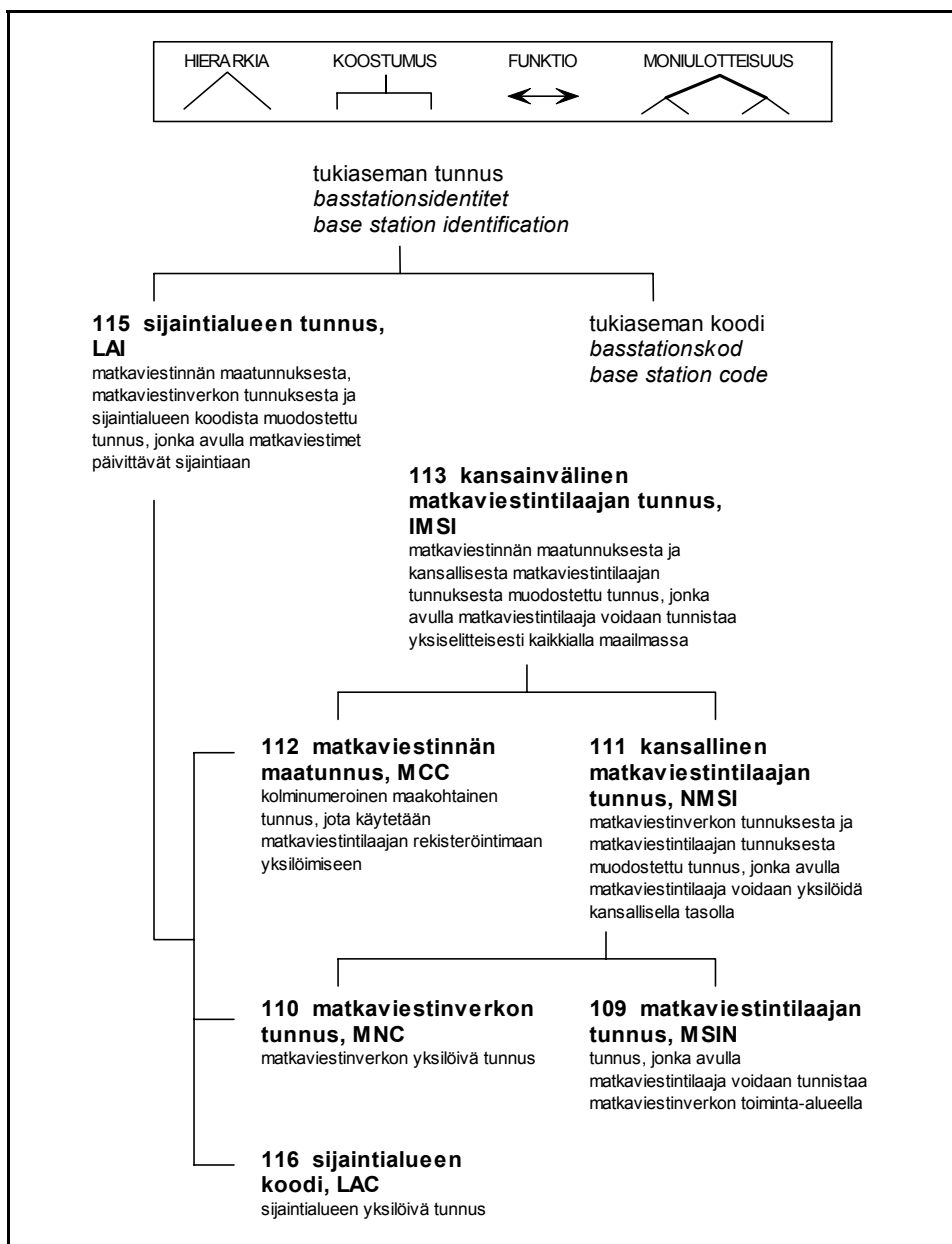 HIERARKIA KOOSTUMUS FUNKTIO MONIULOTTEISUUS
tukiaseman tunnus
basstationsidentitet
base station identification
115 sijaintialueen tunnus,
LAI
matkaviestinnän maatunnuksesta,
matkaviestinverkon tunnuksesta ja
sijaintialueen koodista muodostettu
tunnus, jonka avulla matkaviestimet
päivittävät sijaintiaan
tukiaseman koodi
basstationskod
base station code
113 kansainvälinen
matkaviestintilaajan tunnus,
IMSI
matkaviestinnän maatunnuksesta ja
kansallisesta matkaviestintilaajan
tunnuksesta muodostettu tunnus, jonka
avulla matkaviestintilaaja voidaan tunnistaa
yksiselitteisesti kaikkialla maailmassa
112 matkaviestinnän
maatunnus, MCC
kolminumeroinen maakohtainen
tunnus, jota käytetään
matkaviestintilaajan rekisteröintimaan
yksilöimiseen
111 kansallinen
matkaviestintilaajan
tunnus, NMSI
matkaviestinverkon tunnuksesta ja
matkaviestintilaajan tunnuksesta
muodostettu tunnus, jonka avulla
matkaviestintilaaja voidaan yksilöidä
kansallisella tasolla
110 matkaviestinverkon
tunnus, MNC
matkaviestinverkon yksilöivä tunnus
109 matkaviestintilaajan
tunnus, MSIN
tunnus, jonka avulla
matkaviestintilaaja voidaan tunnistaa
matkaviestinverkon toiminta-alueella
116 sijaintialueen
koodi, LAC
sijaintialueen yksilöivä tunnus